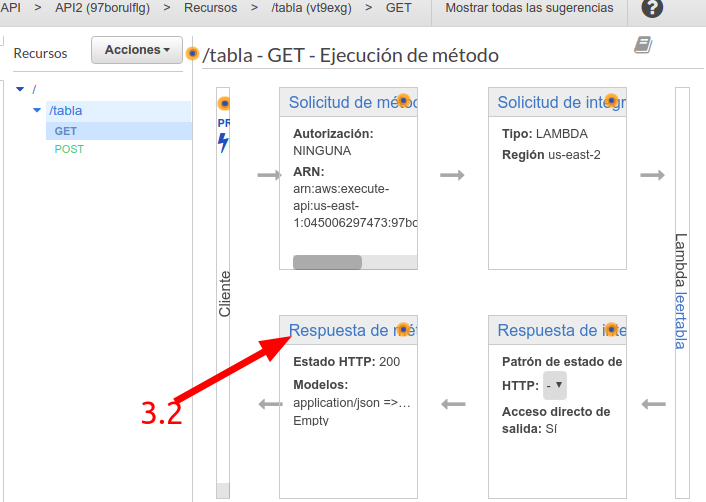 API > API2 (97borulflg) > Recursos > /tabla (vt9exg) > GET Mostrar todas las sugerencias ?
Recursos Acciones
/tabla - GET - Ejecución de método
/
/tabla
GET
POST
PR
Cliente
Solicitud de méto
Autorización:
NINGUNA
ARN:
arn:aws:execute-
api:us-east-
1:045006297473:97bo
Solicitud de integr
Tipo: LAMBDA
Región us-east-2
Lambda leertabla
Respuesta de mét
Estado HTTP: 200
Modelos:
application/json =>...
Empty
Respuesta de inte
Patrón de estado de
HTTP: -
Acceso directo de
salida: Sí
3.2